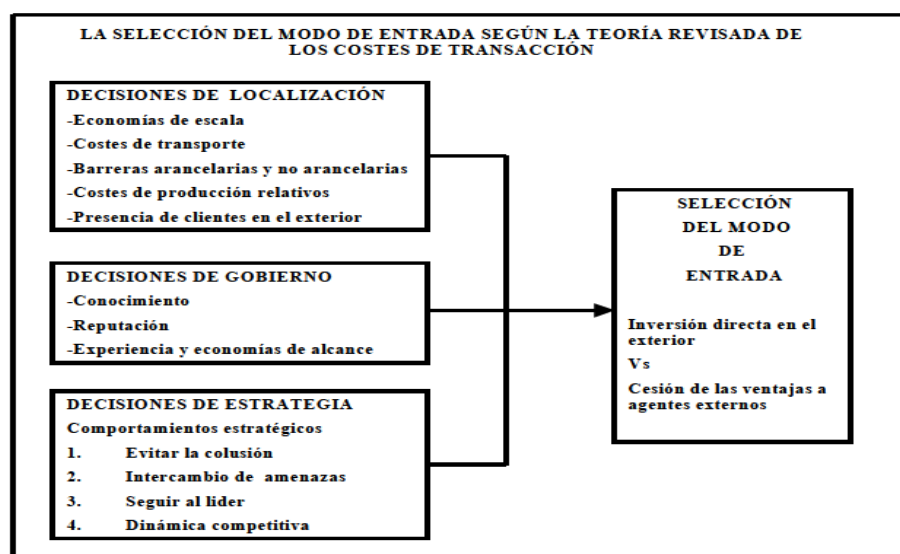 LA SELECCIÓN DEL MODO DE ENTRADA SEGÚN LA TEORÍA REVISADA DE
LOS COSTES DE TRANSACCIÓN
DECISIONES DE LOCALIZACIÓN
-Economías de escala
-Costes de transporte
-Barreras arancelarias y no arancelarias
-Costes de producción relativos
-Presencia de clientes en el exterior
DECISIONES DE GOBIERNO
-Conocimiento
-Reputación
-Experiencia y economías de alcance
DECISIONES DE ESTRATEGIA
Comportamientos estratégicos
1. Evitar la colusión
2. Intercambio de amenazas
3. Seguir al lider
4. Dinámica competitiva
SELECCIÓN
DEL MODO
DE
ENTRADA
Inversión directa en el
exterior
Vs
Cesión de las ventajas a
agentes externos